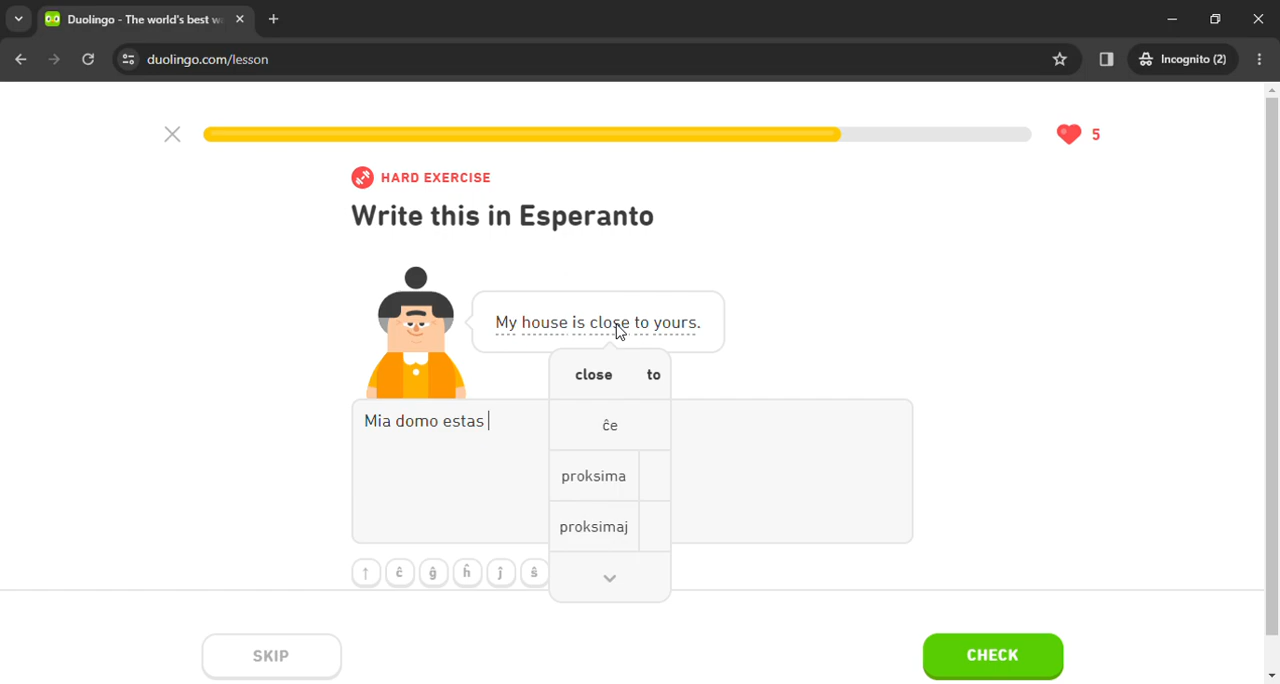 Duolingo - The world's best w
duolingo.com/lesson
Incognito (2)
5
HARD EXERCISE
Write this in Esperanto
My house is close to yours.
close to
ĉe
proksima
proksimaj
Mia domo estas
↑ ĉ ĝ ĥ ĵ ŝ
SKIP
CHECK